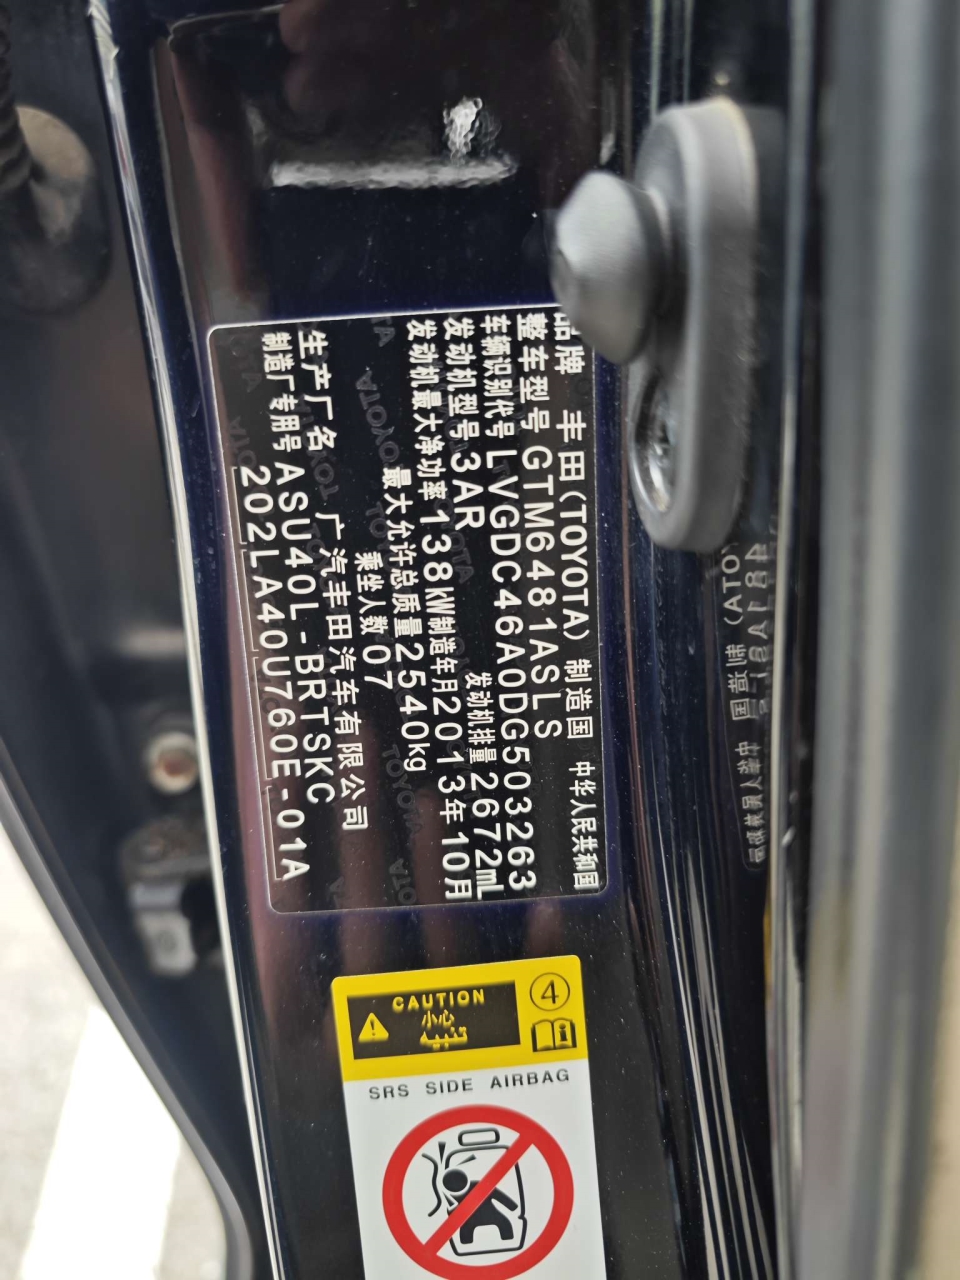 品牌 丰田(TOYOTA) 制造国 中华人民共和国
整车型号 GTM6481ASLS
车辆识别代号 LVGDC46A0DG503263
发动机型号 3AR 发动机排量 2672mL
发动机最大净功率 138kW 制造年月 2013年10月
最大允许总质量 2540kg
乘坐人数 07
生产厂名 广汽丰田汽车有限公司
制造厂专用号 ASU40L-BRTSKC
202LA40U760E-01A
CAUTION
小心
تنبيه
4
SRS SIDE AIRBAG